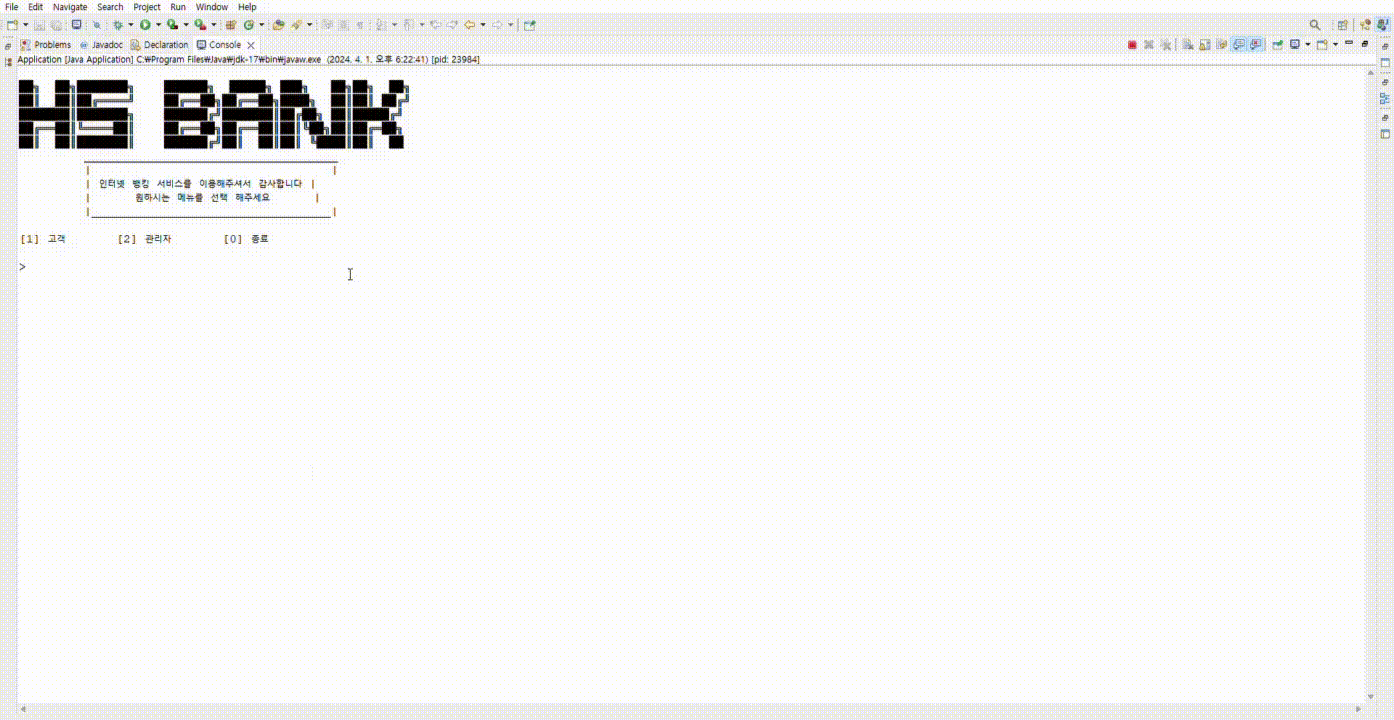 File Edit Navigate Search Project Run Window Help
Problems Javadoc Declaration Console
Application [Java Application] C:₩Program Files₩Java₩jdk-17₩bin₩javaw.exe (2024. 4. 1. 오후 6:22:41) [pid: 23984]
HS BANK
인터넷 뱅킹 서비스를 이용해주셔서 감사합니다
원하시는 메뉴를 선택 해주세요
[1] 고객 [2] 관리자 [0] 종료
>